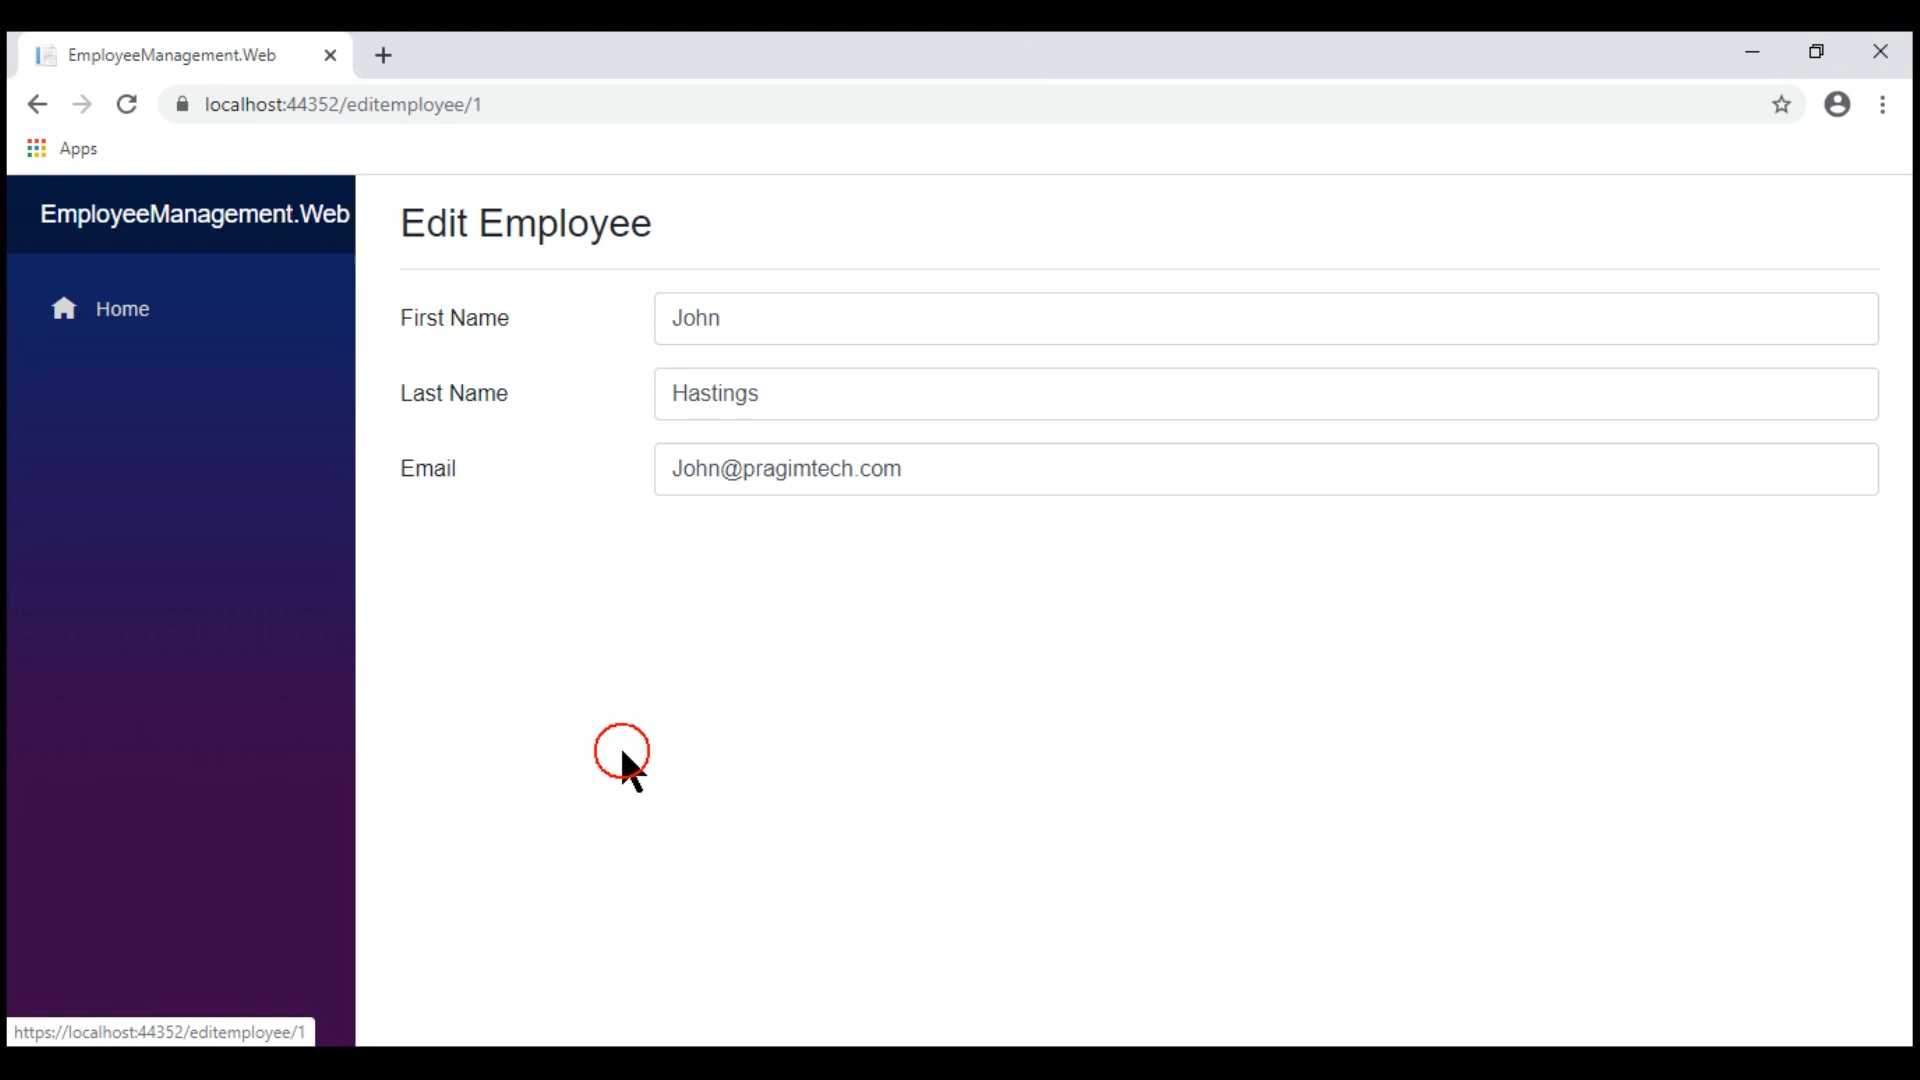 EmployeeManagement.Web
localhost:44352/editemployee/1
Apps
EmployeeManagement.Web
Home
Edit Employee
First Name
John
Last Name
Hastings
Email
John@pragimtech.com
https://localhost:44352/editemployee/1